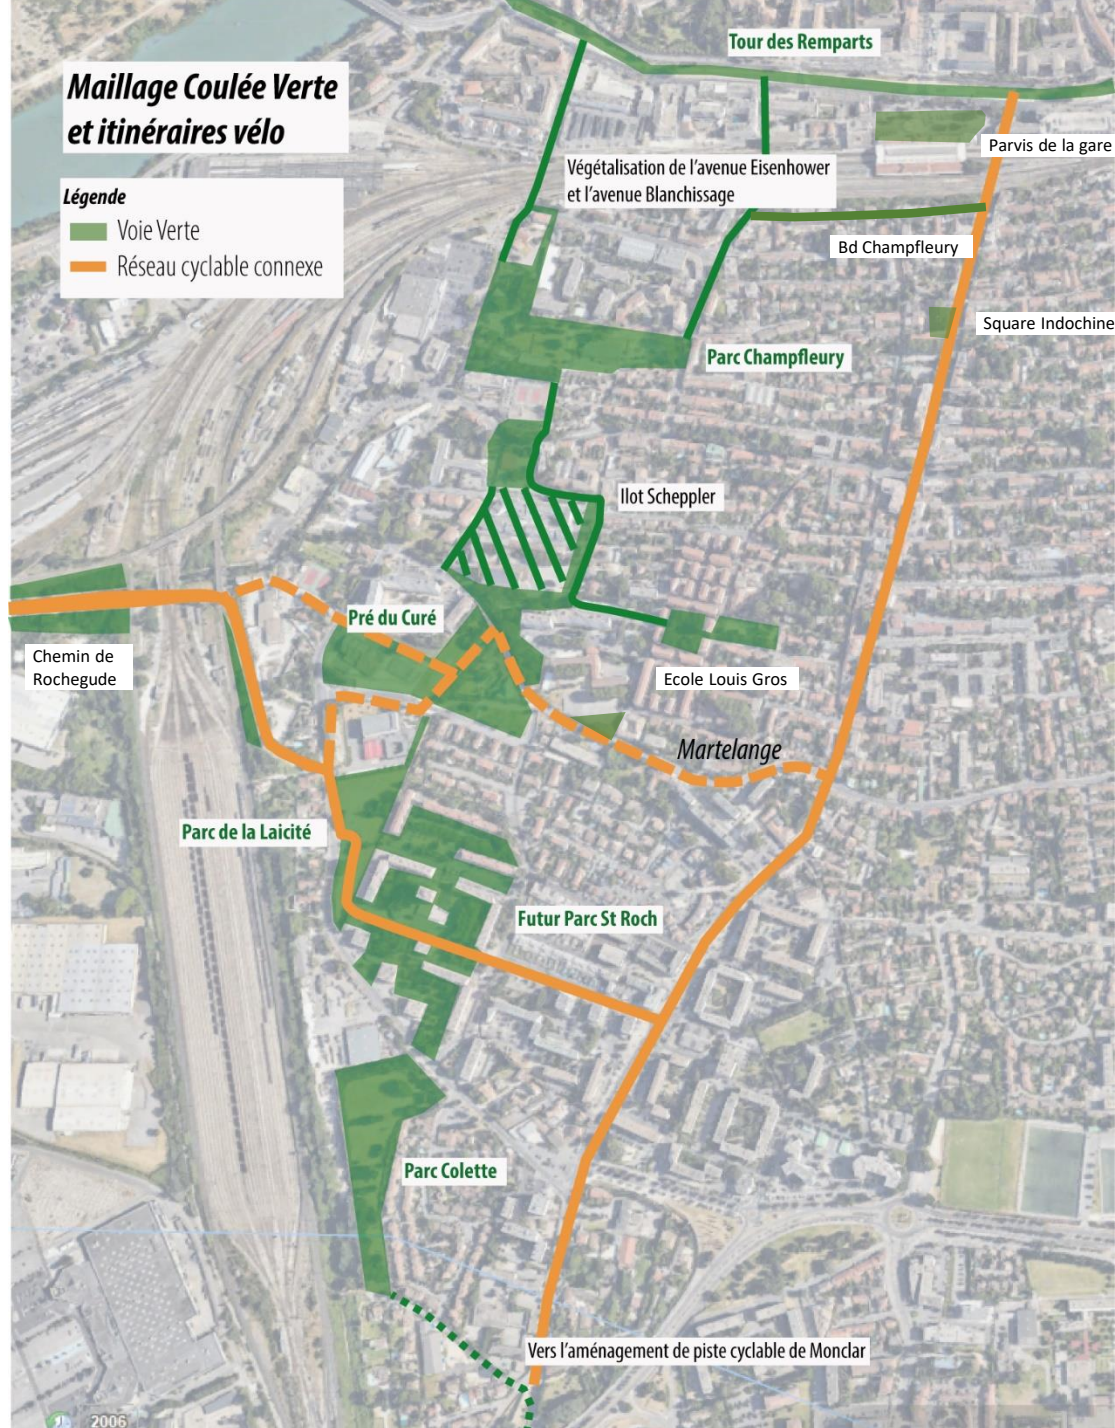 Tour des Remparts
Maillage Coulée Verte
et itinéraires vélo
Parvis de la gare
Végétalisation de l'avenue Eisenhower
et l'avenue Blanchissage
Légende
Voie Verte
Réseau cyclable connexe
Bd Champfleury
Square Indochine
Parc Champfleury
Ilot Scheppler
Pré du Curé
Chemin de
Rochegude
Ecole Louis Gros
Martelange
Parc de la Laicité
Futur Parc St Roch
Parc Colette
Vers l'aménagement de piste cyclable de Monclar
2006